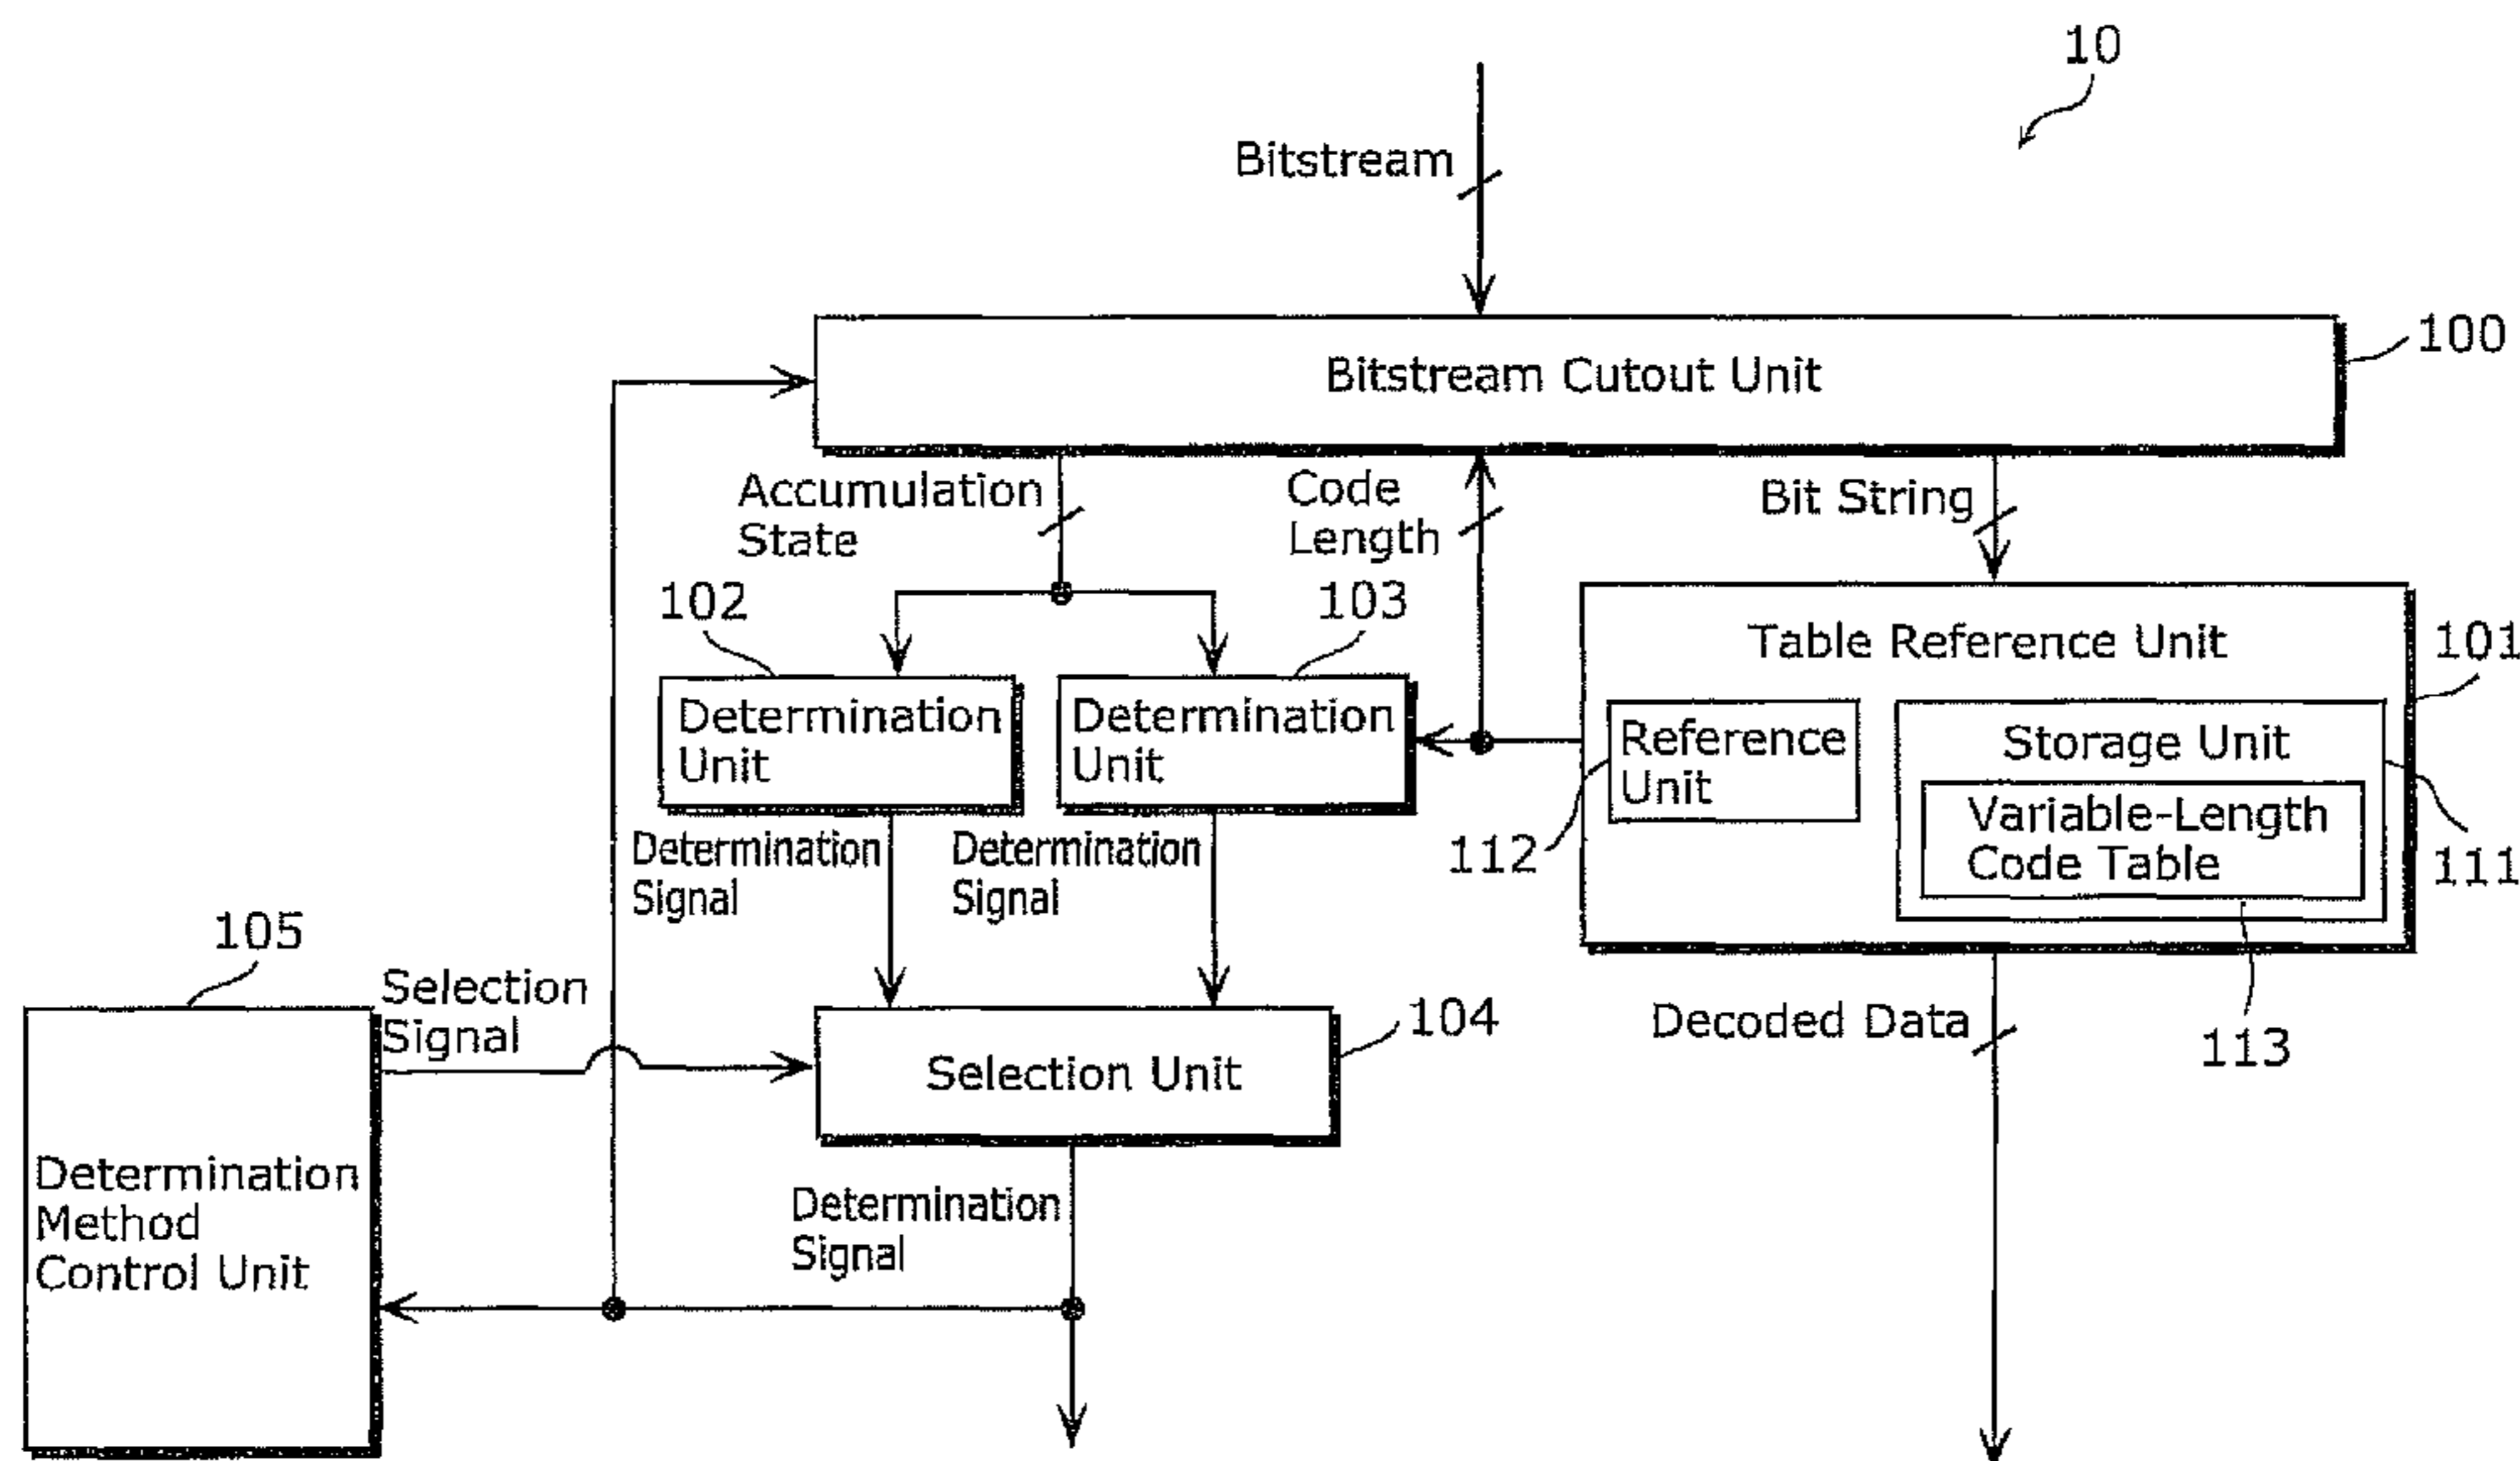 10
Bitstream
100
Bitstream Cutout Unit
Accumulation
State
Code
Length
Bit String
102
103
Table Reference Unit
101
Determination
Unit
Determination
Unit
Reference
Unit
Storage Unit
Variable-Length
Code Table
112
111
Determination
Signal
Determination
Signal
105
Selection
Signal
104
Selection Unit
Decoded Data
113
Determination
Method
Control Unit
Determination
Signal